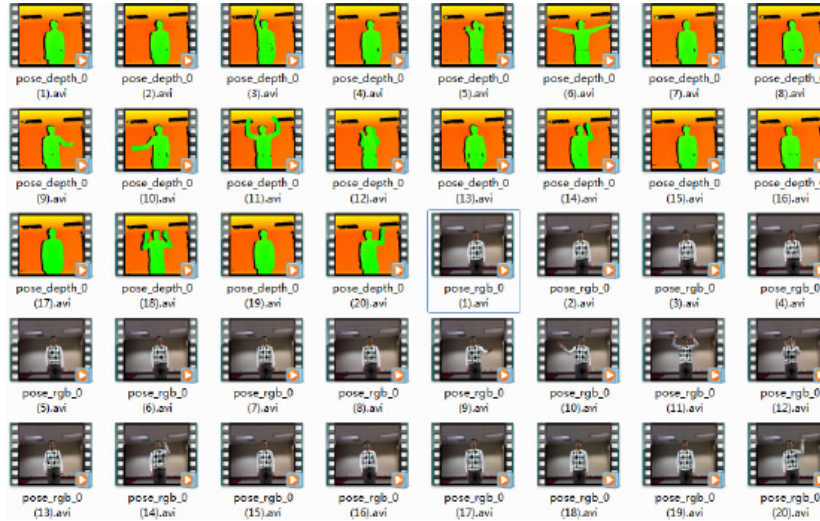 pose_depth_0
(1).avi
pose_depth_0
(2).avi
pose_depth_0
(3).avi
pose_depth_0
(4).avi
pose_depth_0
(5).avi
pose_depth_0
(6).avi
pose_depth_0
(7).avi
pose_depth_0
(8).avi
pose_depth_0
(9).avi
pose_depth_0
(10).avi
pose_depth_0
(11).avi
pose_depth_0
(12).avi
pose_depth_0
(13).avi
pose_depth_0
(14).avi
pose_depth_0
(15).avi
pose_depth_0
(16).avi
pose_depth_0
(17).avi
pose_depth_0
(18).avi
pose_depth_0
(19).avi
pose_depth_0
(20).avi
pose_rgb_0
(1).avi
pose_rgb_0
(2).avi
pose_rgb_0
(3).avi
pose_rgb_0
(4).avi
pose_rgb_0
(5).avi
pose_rgb_0
(6).avi
pose_rgb_0
(7).avi
pose_rgb_0
(8).avi
pose_rgb_0
(9).avi
pose_rgb_0
(10).avi
pose_rgb_0
(11).avi
pose_rgb_0
(12).avi
pose_rgb_0
(13).avi
pose_rgb_0
(14).avi
pose_rgb_0
(15).avi
pose_rgb_0
(16).avi
pose_rgb_0
(17).avi
pose_rgb_0
(18).avi
pose_rgb_0
(19).avi
pose_rgb_0
(20).avi